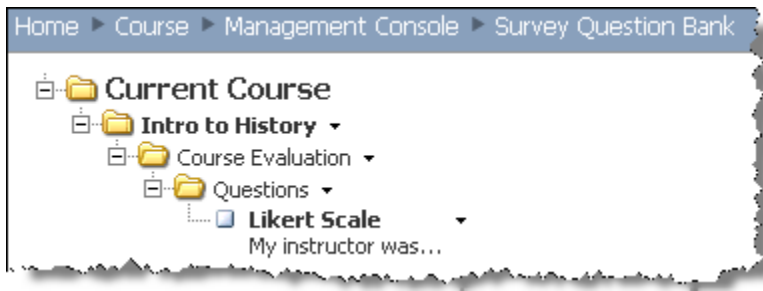 Home ▶ Course ▶ Management Console ▶ Survey Question Bank
Current Course
Intro to History
Course Evaluation
Questions
Likert Scale
My instructor was...